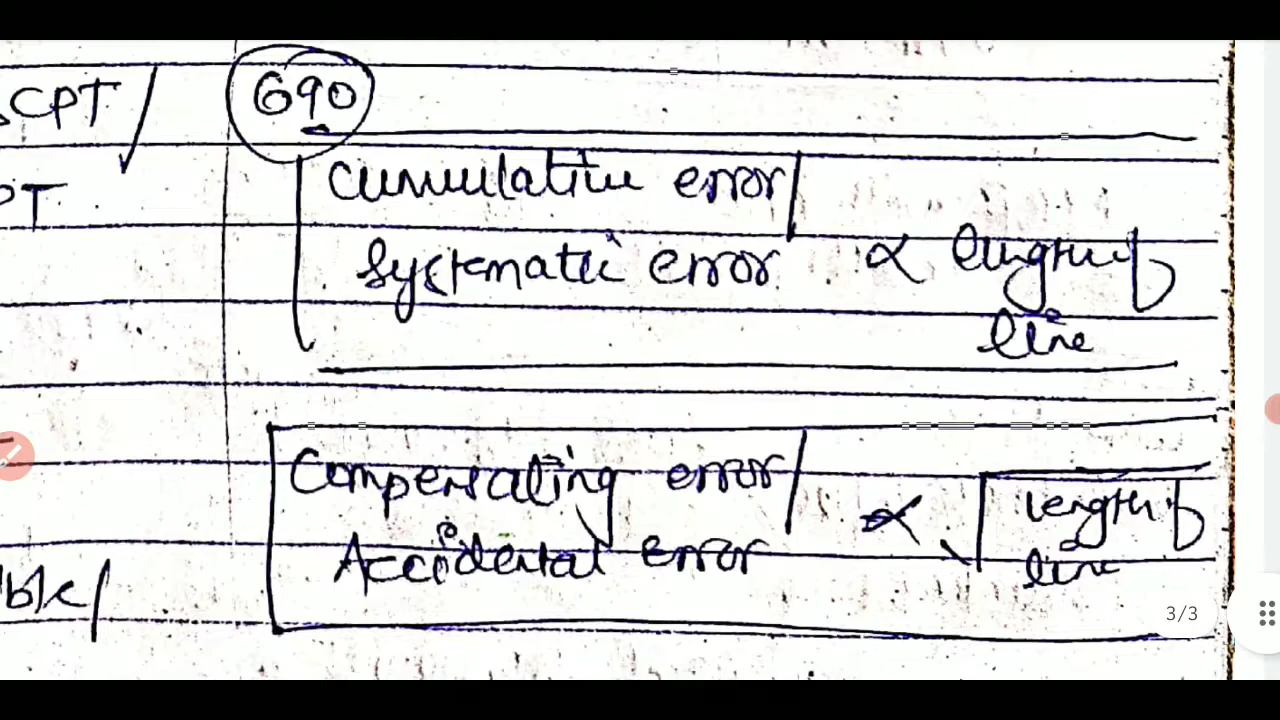 SCPT /
690
PT
Cumulative error/
Systematic error ∝ length of
line
Compensating error/
Accidental error ∝ √length of
line
ble/
3/3